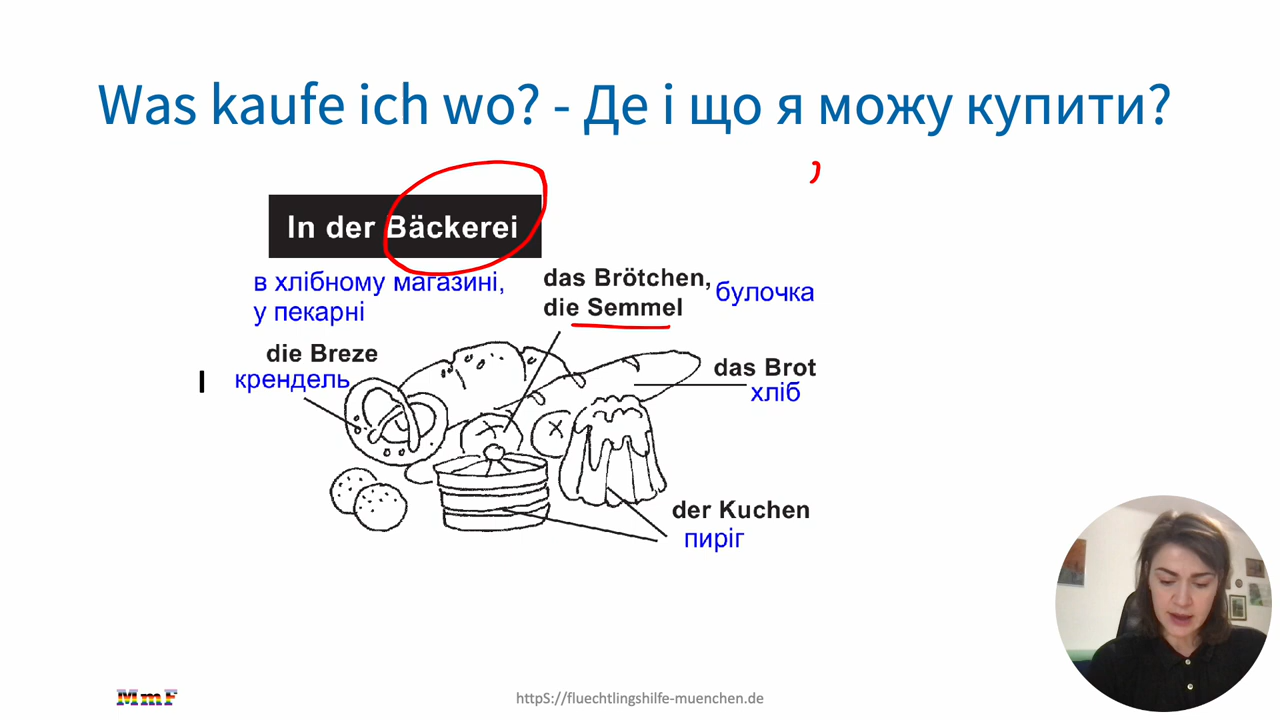 Was kaufe ich wo? - Де і що я можу купити?
In der Bäckerei
в хлібному магазині,
у пекарні
das Brötchen,
die Semmel
булочка
die Breze
крендель
das Brot
хліб
der Kuchen
пиріг
MmF
httpS://fluechtlingshilfe-muenchen.de